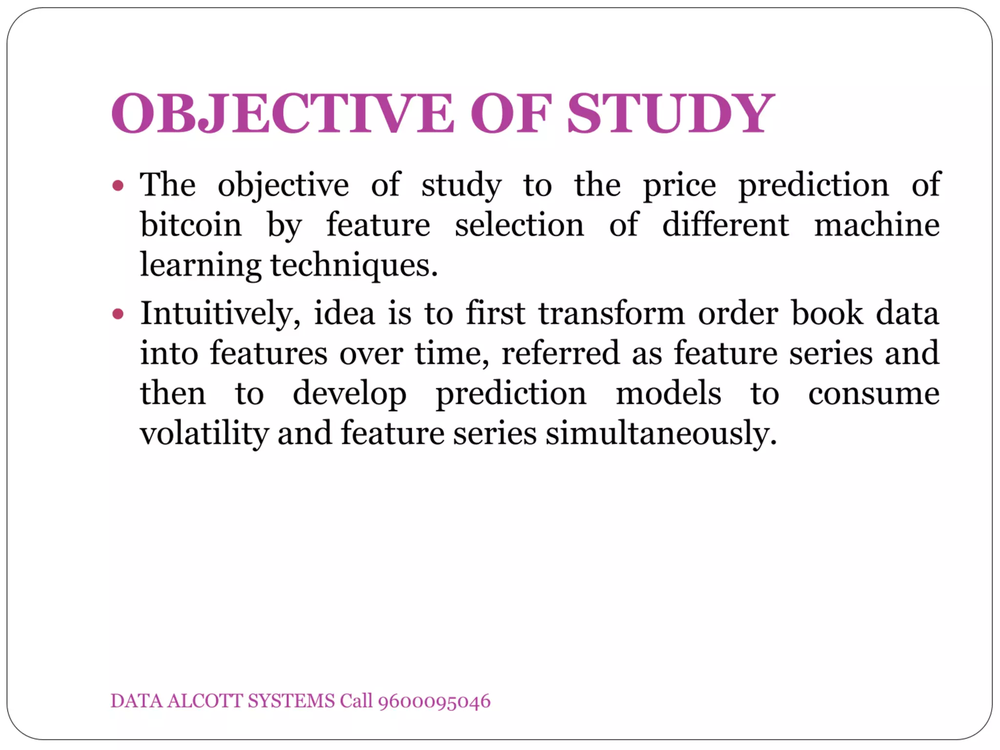 OBJECTIVE OF STUDY
• The objective of study to the price prediction of
bitcoin by feature selection of different machine
learning techniques.
• Intuitively, idea is to first transform order book data
into features over time, referred as feature series and
then to develop prediction models to consume
volatility and feature series simultaneously.
DATA ALCOTT SYSTEMS Call 9600095046